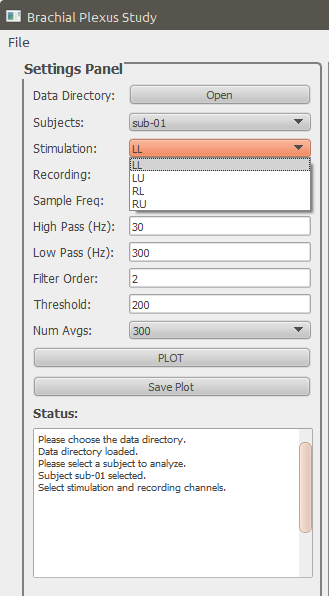 Brachial Plexus Study
File
Settings Panel
Data Directory: Open
Subjects: sub-01
Stimulation: LL
LL
Recording: LU
RL
Sample Freq: RU
High Pass (Hz): 30
Low Pass (Hz): 300
Filter Order: 2
Threshold: 200
Num Avgs: 300
PLOT
Save Plot
Status:
Please choose the data directory.
Data directory loaded.
Please select a subject to analyze.
Subject sub-01 selected.
Select stimulation and recording channels.